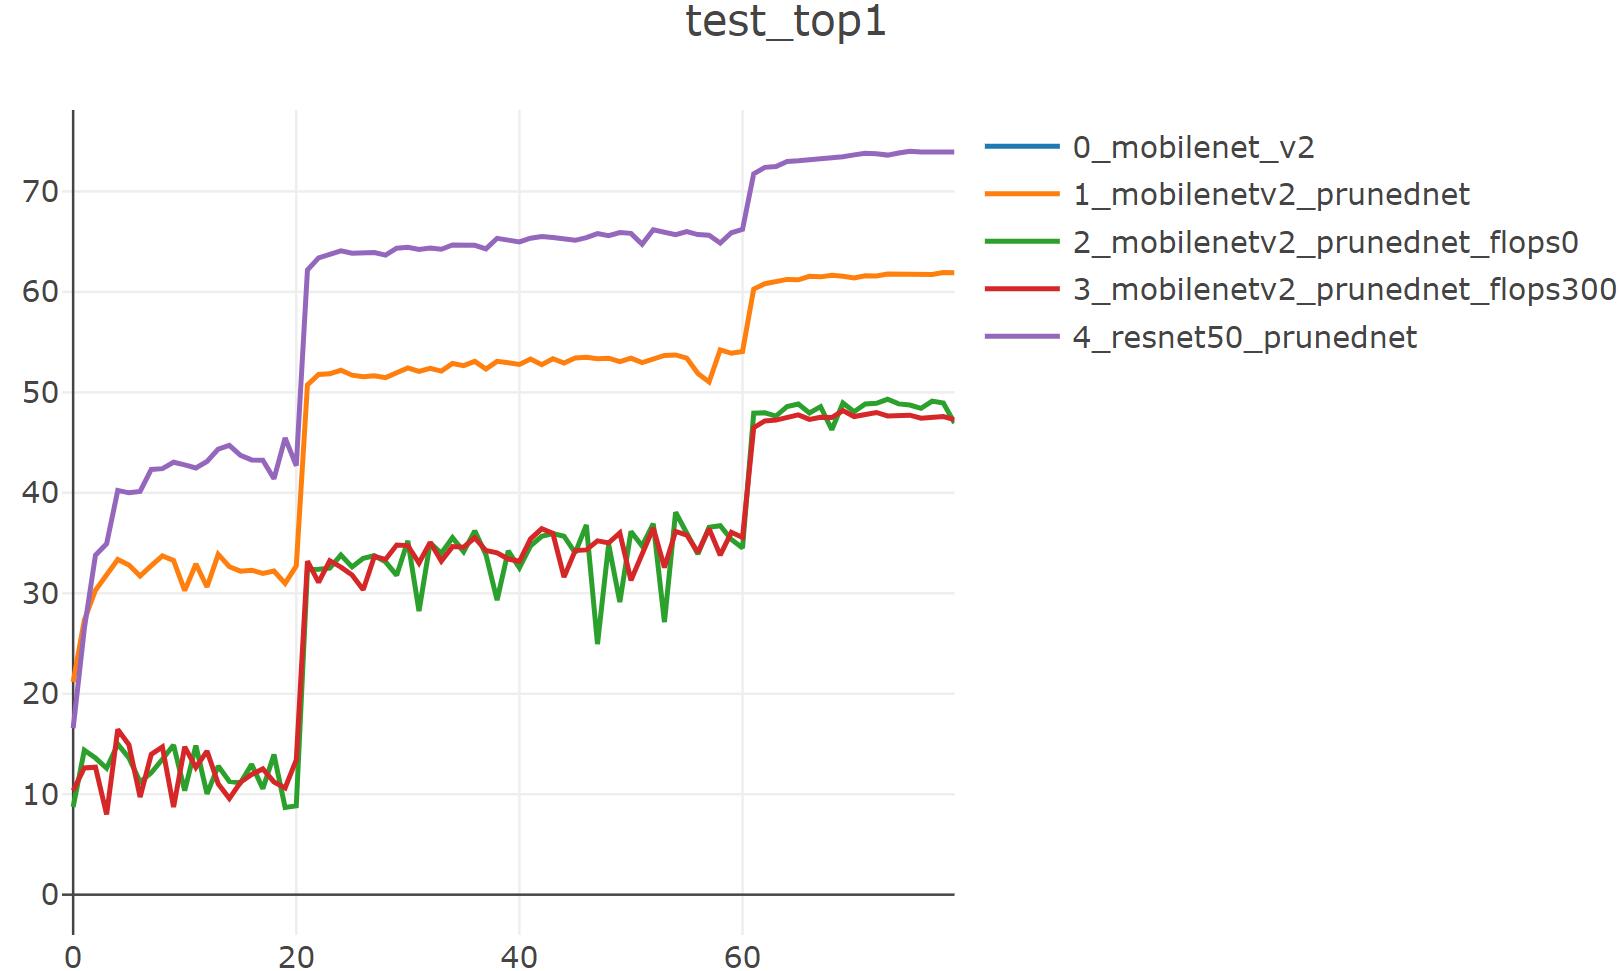 test_top1
0_mobilenet_v2
1_mobilenetv2_prunednet
2_mobilenetv2_prunednet_flops0
3_mobilenetv2_prunednet_flops300
4_resnet50_prunednet
70
60
50
40
30
20
10
0
0 20 40 60